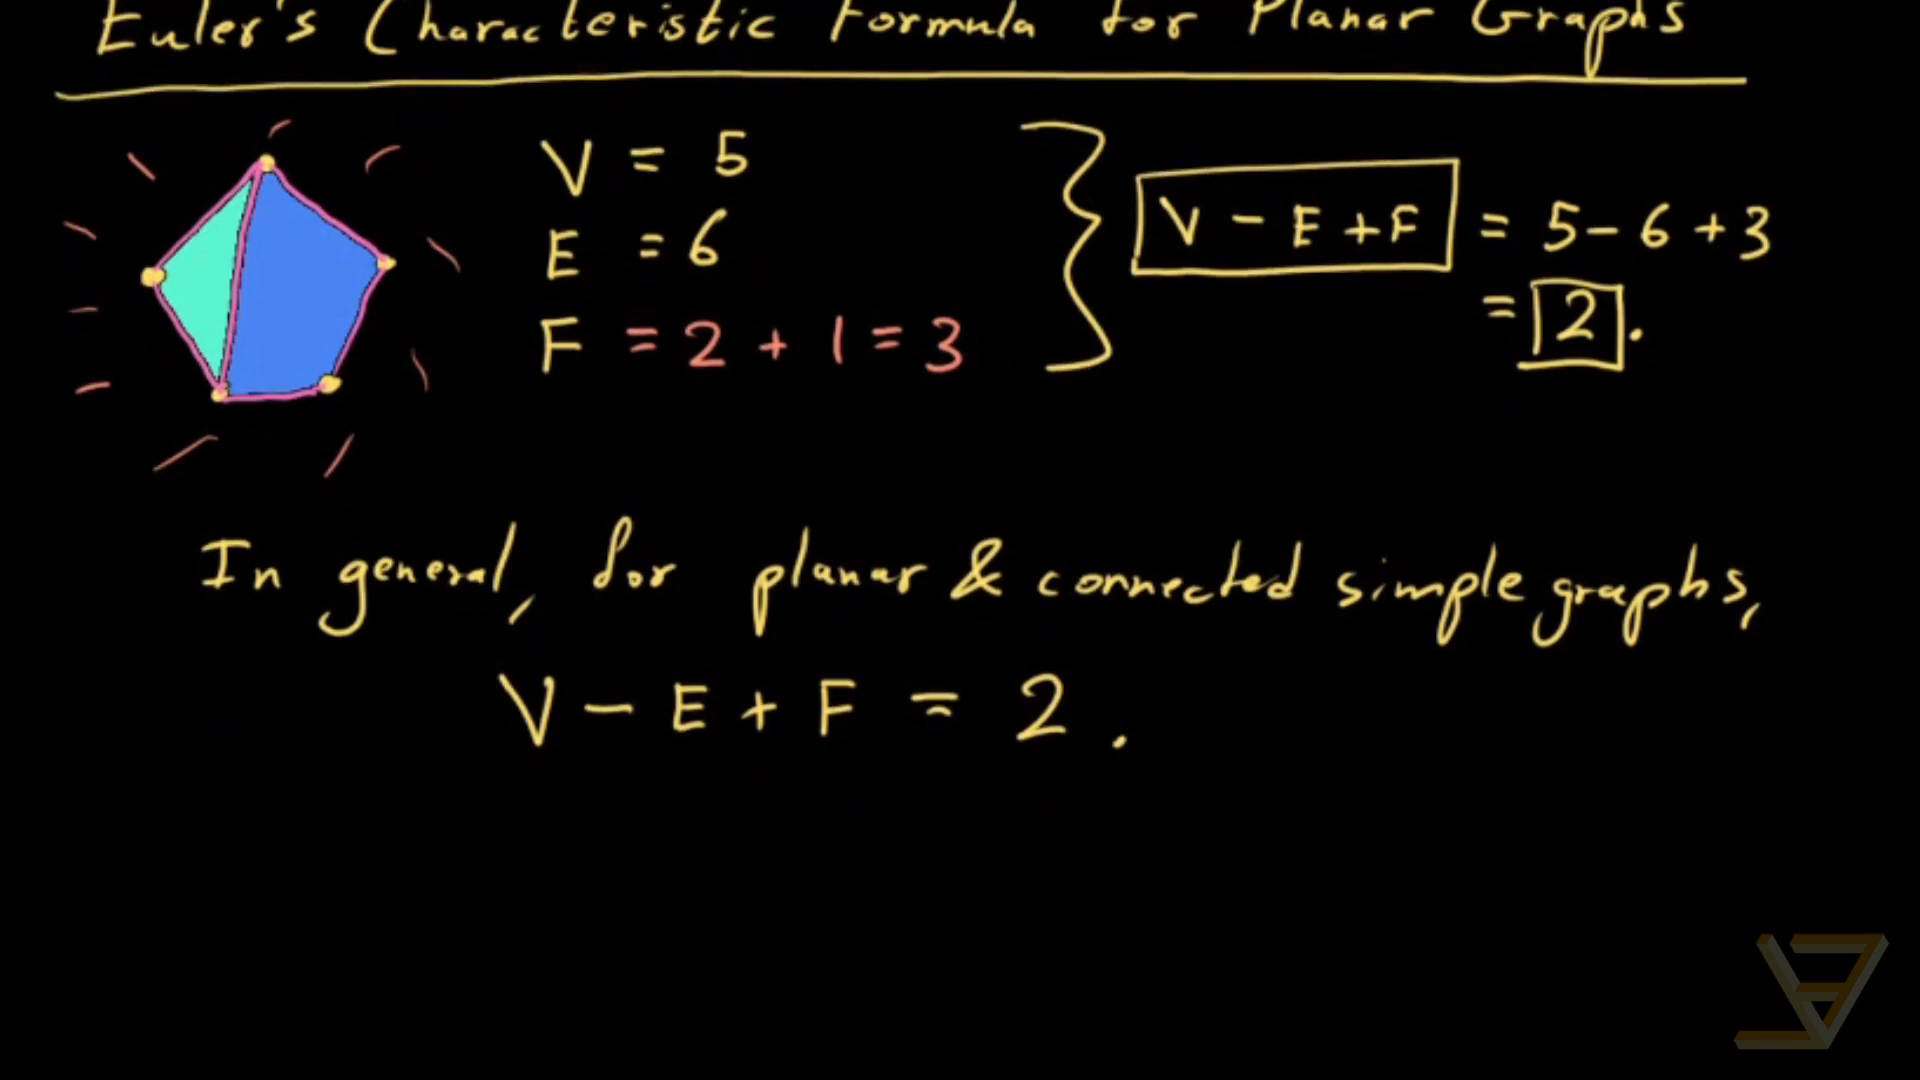 Euler's Characteristic Formula for Planar Graphs
V = 5
E = 6
F = 2 + 1 = 3
V - E + F = 5 - 6 + 3
= 2.
In general, for planar & connected simple graphs,
V - E + F = 2.